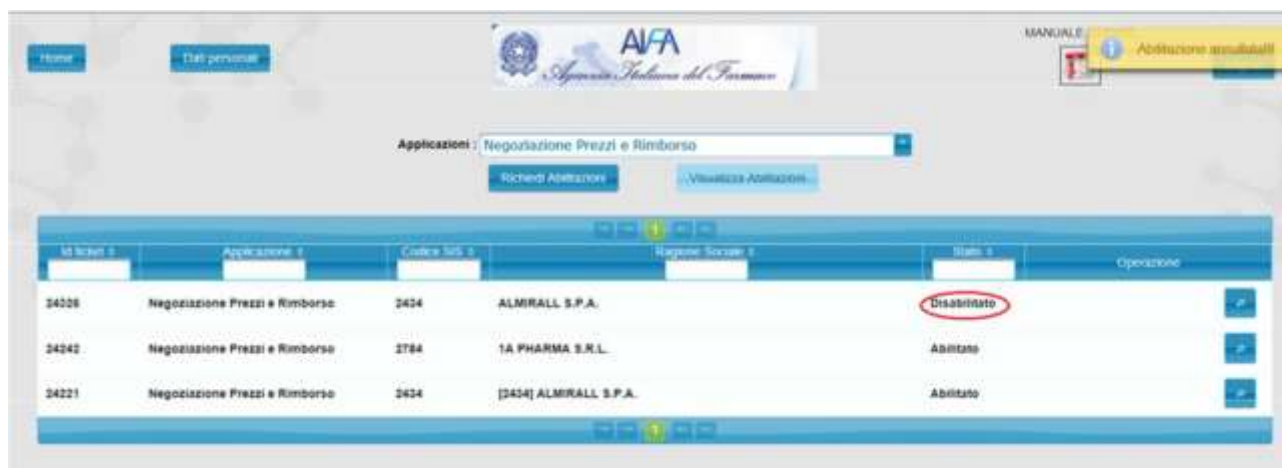 Home
Dati personali
AIFA
Agenzia Italiana del Farmaco
MANUALE
Abilitazione annullata!!!
Applicazioni : Negoziazione Prezzi e Rimborso
Richiedi Abilitazioni Visualizza Abilitazioni
1
Id ticket Applicazione Codice SIS Ragione Sociale Stato Operazione
24026 Negoziazione Prezzi e Rimborso 2434 ALMIRALL S.P.A. Disabilitato
24242 Negoziazione Prezzi e Rimborso 2784 1A PHARMA S.R.L. Abilitato
24221 Negoziazione Prezzi e Rimborso 2434 [2434] ALMIRALL S.P.A. Abilitato
1